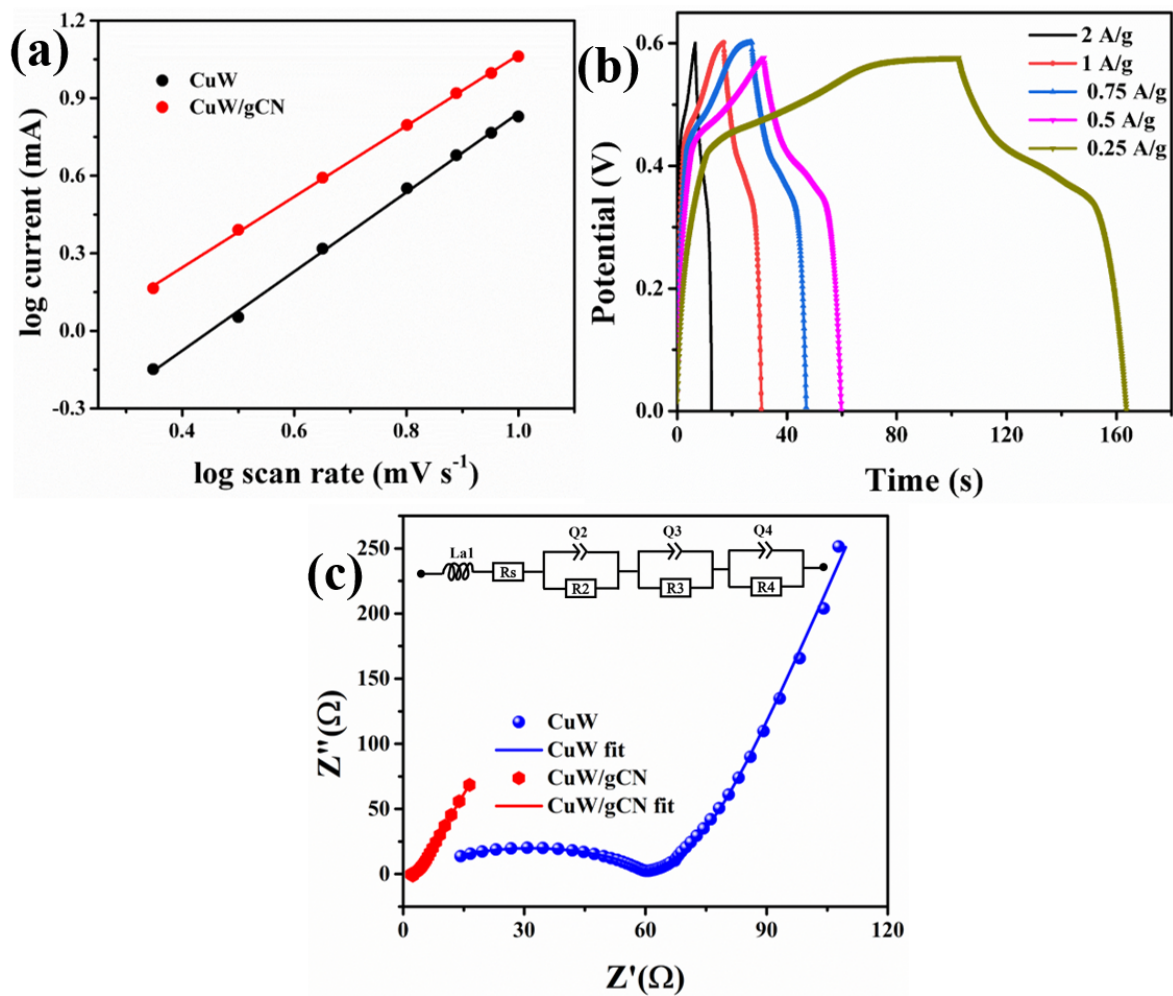 (a)
1.2
0.9
0.6
0.3
0.0
-0.3
log current (mA)
CuW
CuW/gCN
0.4
0.6
0.8
1.0
log scan rate (mV s⁻¹)
(b)
0.6
0.4
0.2
0.0
Potential (V)
2 A/g
1 A/g
0.75 A/g
0.5 A/g
0.25 A/g
0
40
80
120
160
Time (s)
(c)
250
200
150
100
50
0
Z''(Ω)
La1
Rs
Q2
R2
Q3
R3
Q4
R4
CuW
CuW fit
CuW/gCN
CuW/gCN fit
0
30
60
90
120
Z'(Ω)